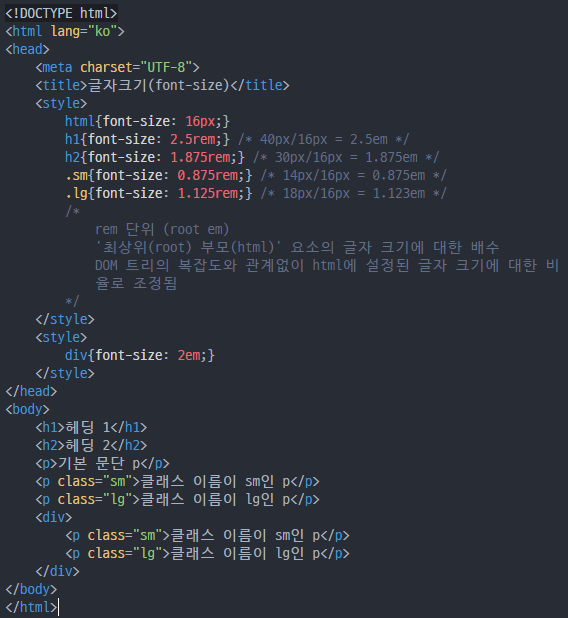 <!DOCTYPE html>
<html lang="ko">
<head>
    <meta charset="UTF-8">
    <title>글자크기(font-size)</title>
    <style>
        html{font-size: 16px;}
        h1{font-size: 2.5rem;} /* 40px/16px = 2.5em */
        h2{font-size: 1.875rem;} /* 30px/16px = 1.875em */
        .sm{font-size: 0.875rem;} /* 14px/16px = 0.875em */
        .lg{font-size: 1.125rem;} /* 18px/16px = 1.123em */
        /*
            rem 단위 (root em)
            '최상위(root) 부모(html)' 요소의 글자 크기에 대한 배수
            DOM 트리의 복잡도와 관계없이 html에 설정된 글자 크기에 대한 비
            율로 조정됨
        */
    </style>
    <style>
        div{font-size: 2em;}
    </style>
</head>
<body>
    <h1>헤딩 1</h1>
    <h2>헤딩 2</h2>
    <p>기본 문단 p</p>
    <p class="sm">클래스 이름이 sm인 p</p>
    <p class="lg">클래스 이름이 lg인 p</p>
    <div>
        <p class="sm">클래스 이름이 sm인 p</p>
        <p class="lg">클래스 이름이 lg인 p</p>
    </div>
</body>
</html>